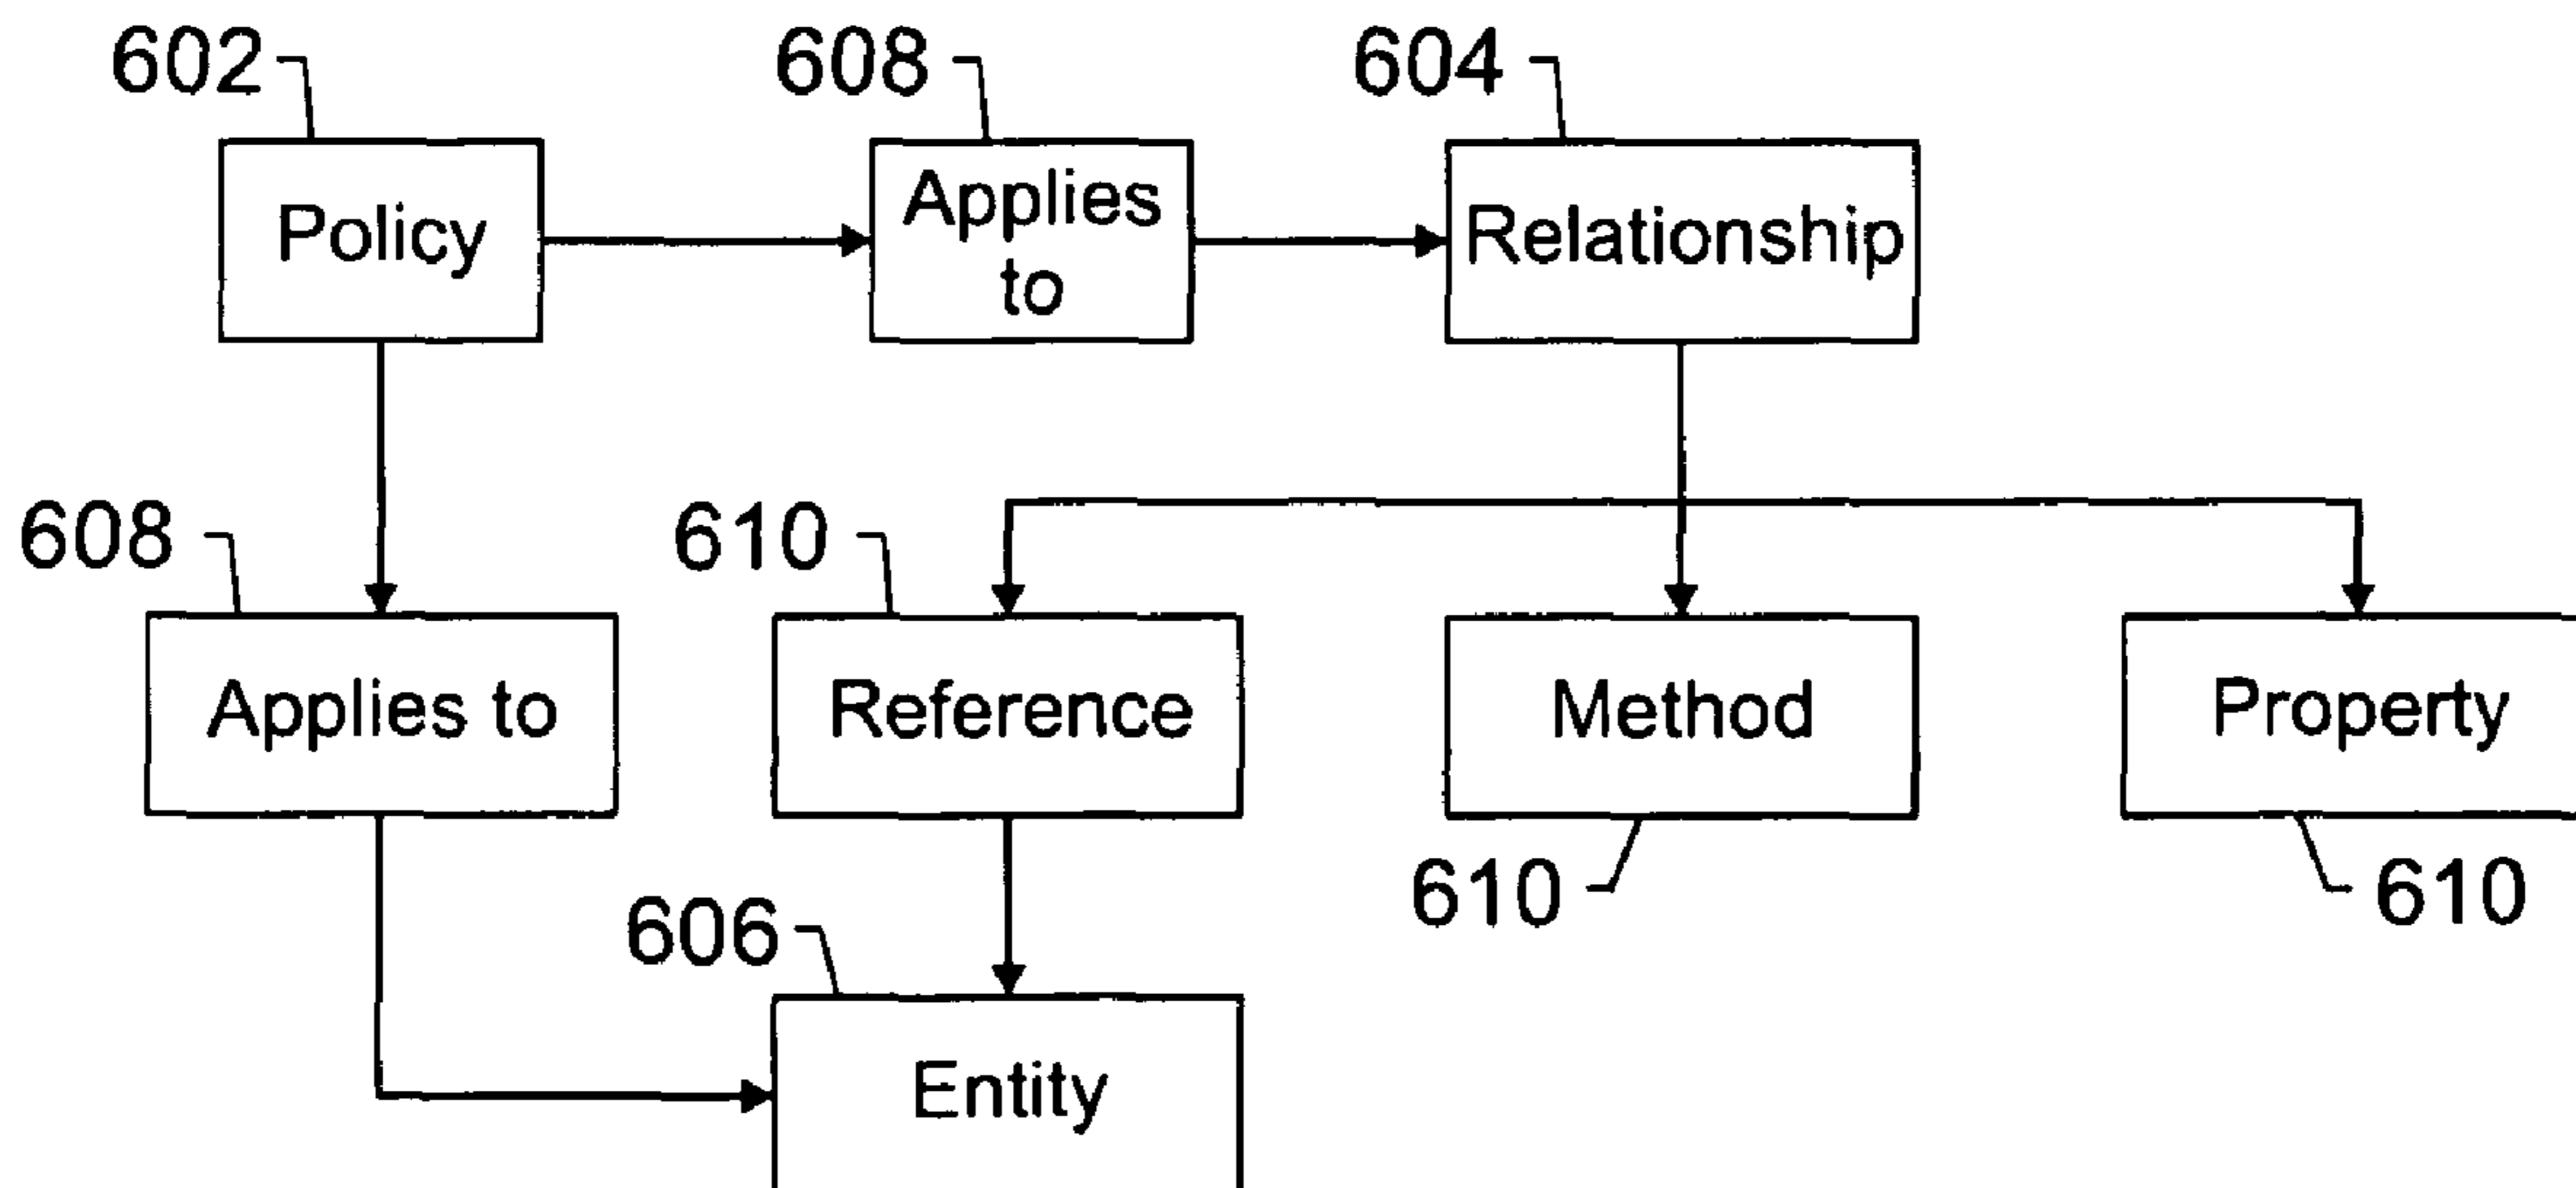 602
608
604
Policy
Applies
to
Relationship
608
610
Applies to
Reference
Method
Property
606
610
610
Entity